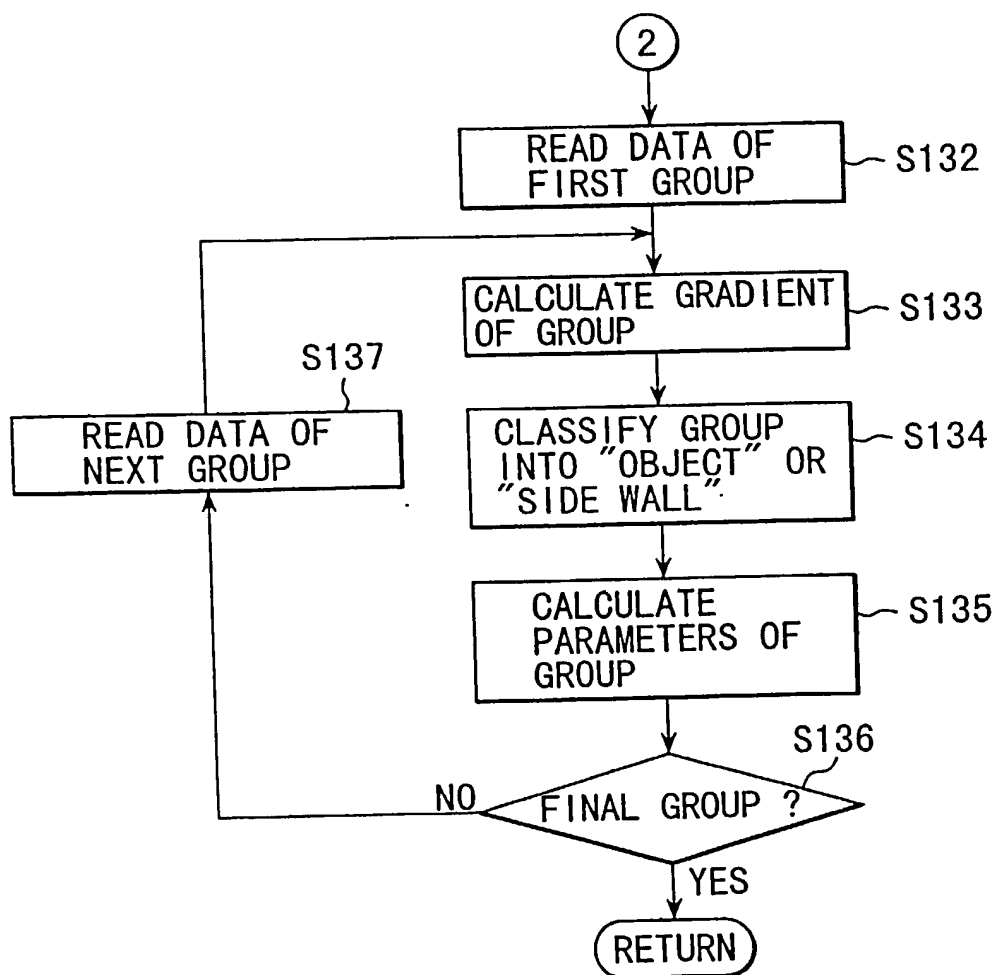 2
READ DATA OF
FIRST GROUP
S132
CALCULATE GRADIENT
OF GROUP
S133
S137
READ DATA OF
NEXT GROUP
CLASSIFY GROUP
INTO "OBJECT" OR
"SIDE WALL"
S134
CALCULATE
PARAMETERS OF
GROUP
S135
S136
FINAL GROUP ?
NO
YES
RETURN